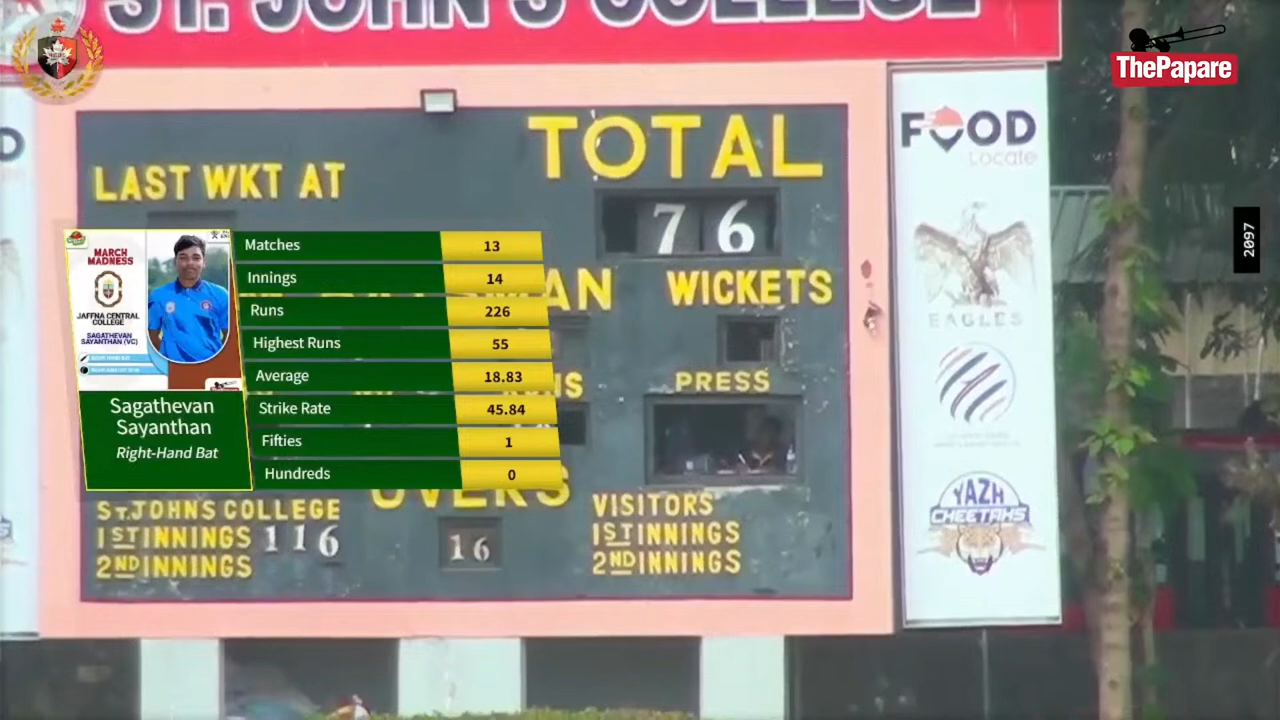 ST. JOHN'S COLLEGE
ThePapare
FOOD
Locate
TOTAL
LAST WKT AT
7 6
WICKETS
PRESS
EAGLES
2097
MARCH
MADNESS
JAFFNA CENTRAL
COLLEGE
SAGATHEVAN
SAYANTHAN (VC)
Sagathevan
Sayanthan
Right-Hand Bat
Matches 13
Innings 14
Runs 226
Highest Runs 55
Average 18.83
Strike Rate 45.84
Fifties 1
Hundreds 0
OVERS
16
ST. JOHNS COLLEGE
1ST INNINGS 116
2ND INNINGS
VISITORS
1ST INNINGS
2ND INNINGS
YAZH
CHEETAHS